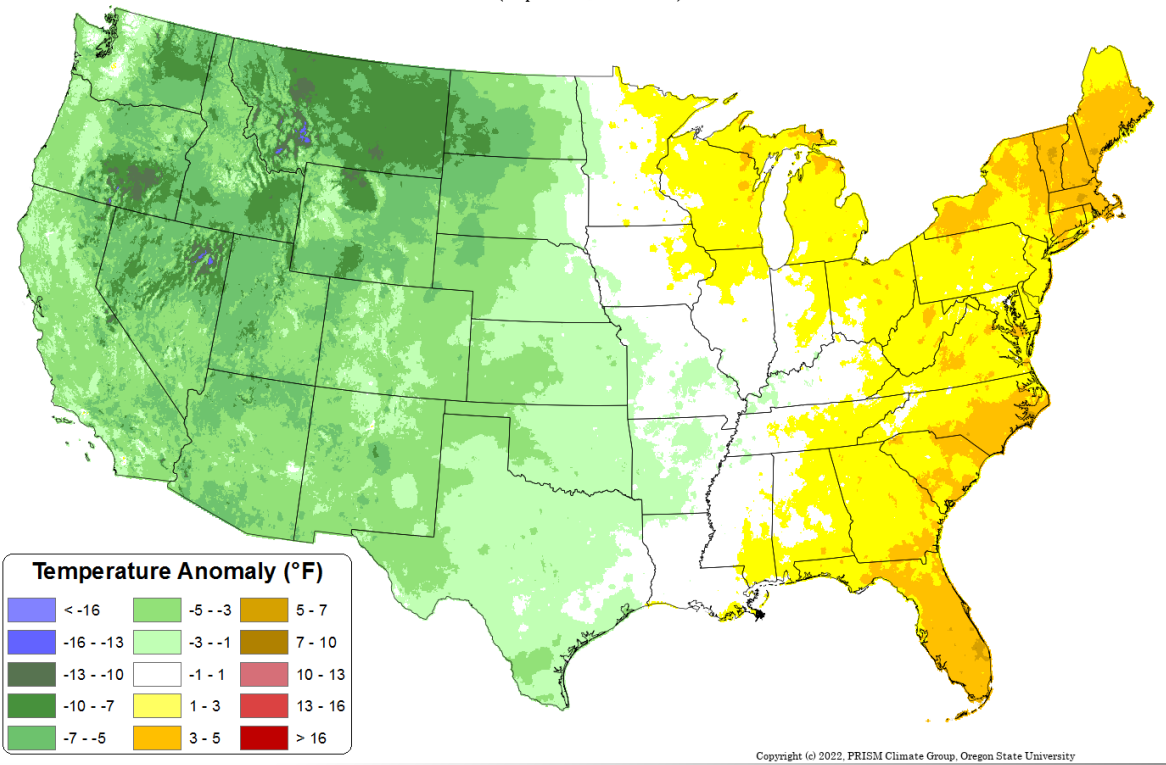 Temperature Anomaly (°F)
< -16
-5 - -3
5 - 7
-16 - -13
-3 - -1
7 - 10
-13 - -10
-1 - 1
10 - 13
-10 - -7
1 - 3
13 - 16
-7 - -5
3 - 5
> 16
Copyright (c) 2022, PRISM Climate Group, Oregon State University